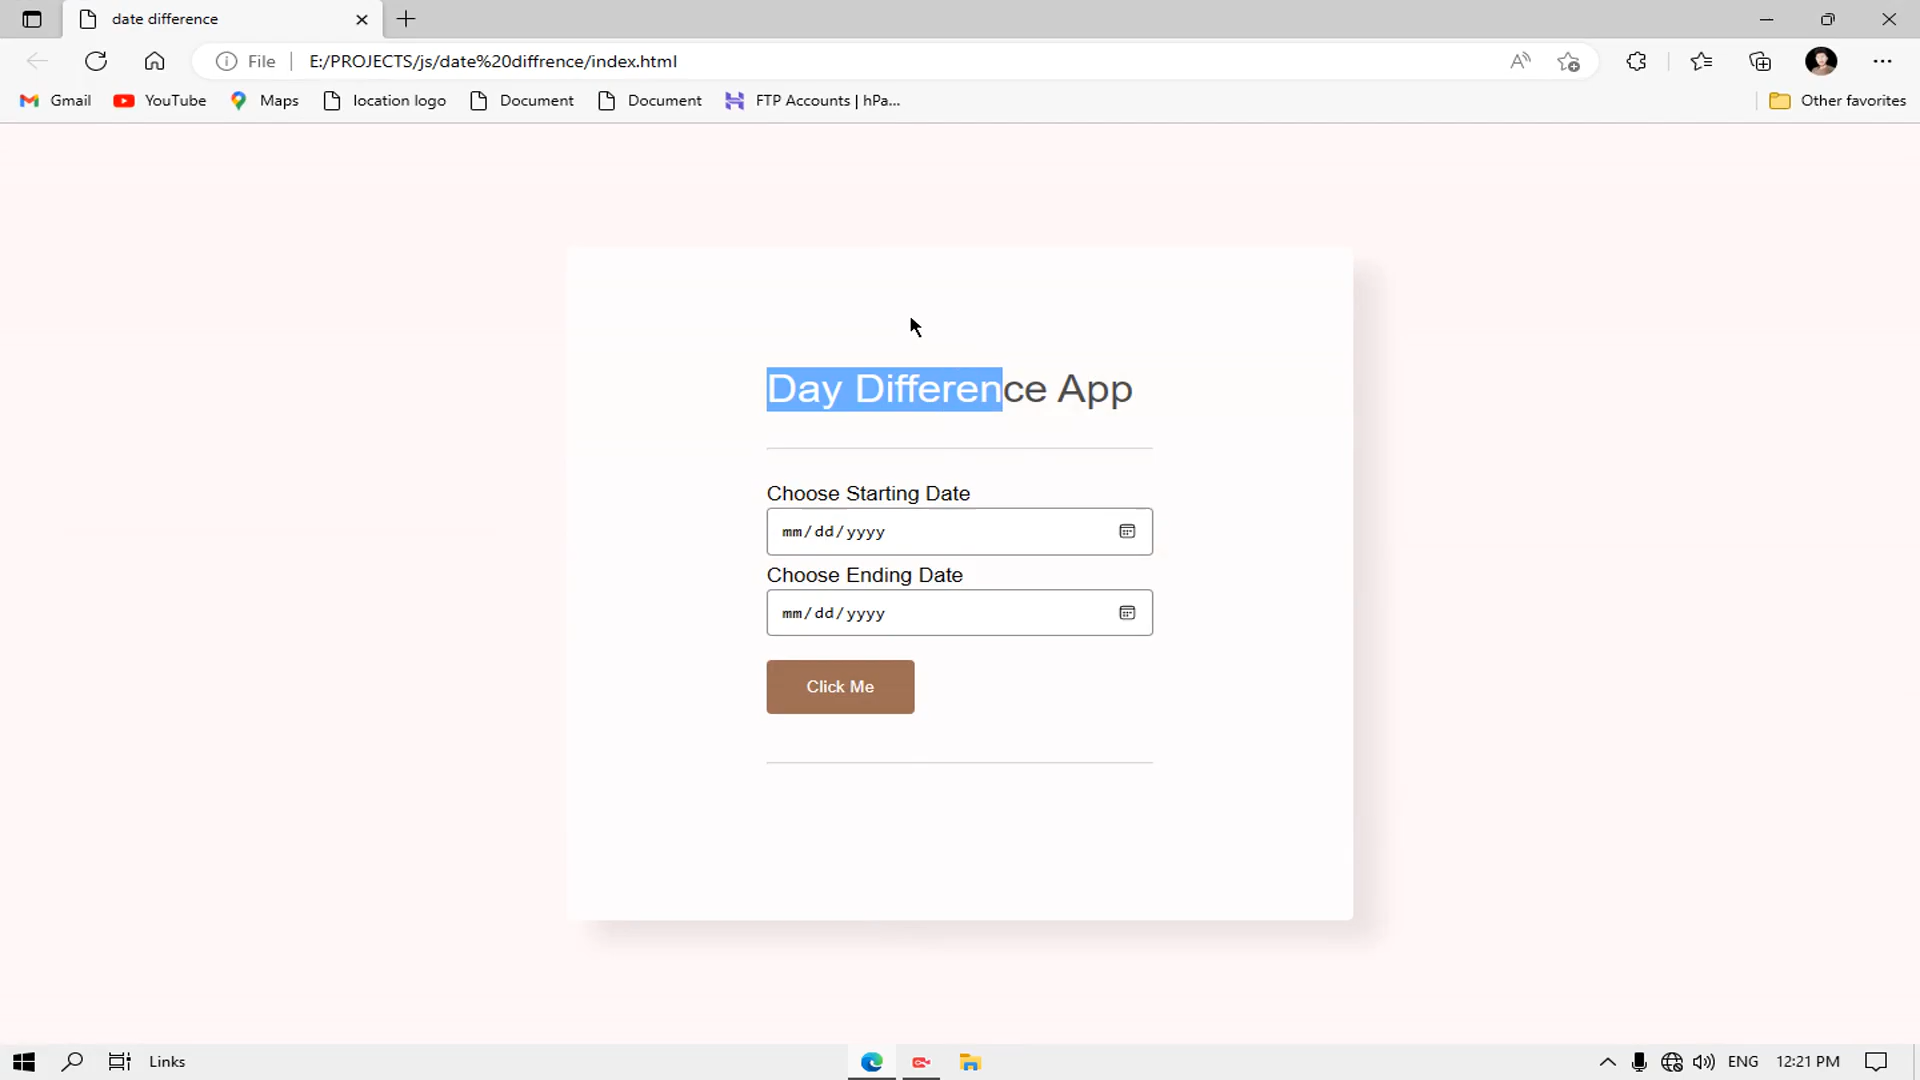 date difference
File E:/PROJECTS/js/date%20diffrence/index.html
Gmail YouTube Maps location logo Document Document FTP Accounts | hPa... Other favorites
Day Difference App
Choose Starting Date
mm/dd/yyyy
Choose Ending Date
mm/dd/yyyy
Click Me
Links ENG 12:21 PM